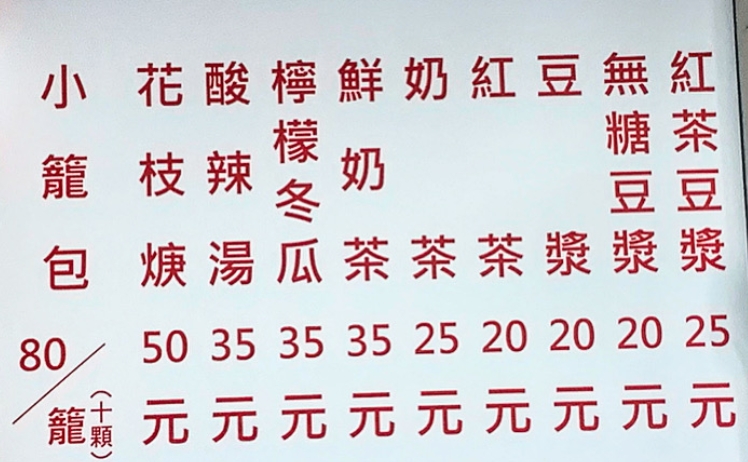 紅茶豆漿25元
無糖豆漿20元
豆漿20元
紅茶20元
奶茶25元
鮮奶茶35元
檸檬冬瓜35元
酸辣湯35元
花枝焿50元
小籠包80/籠(十顆)